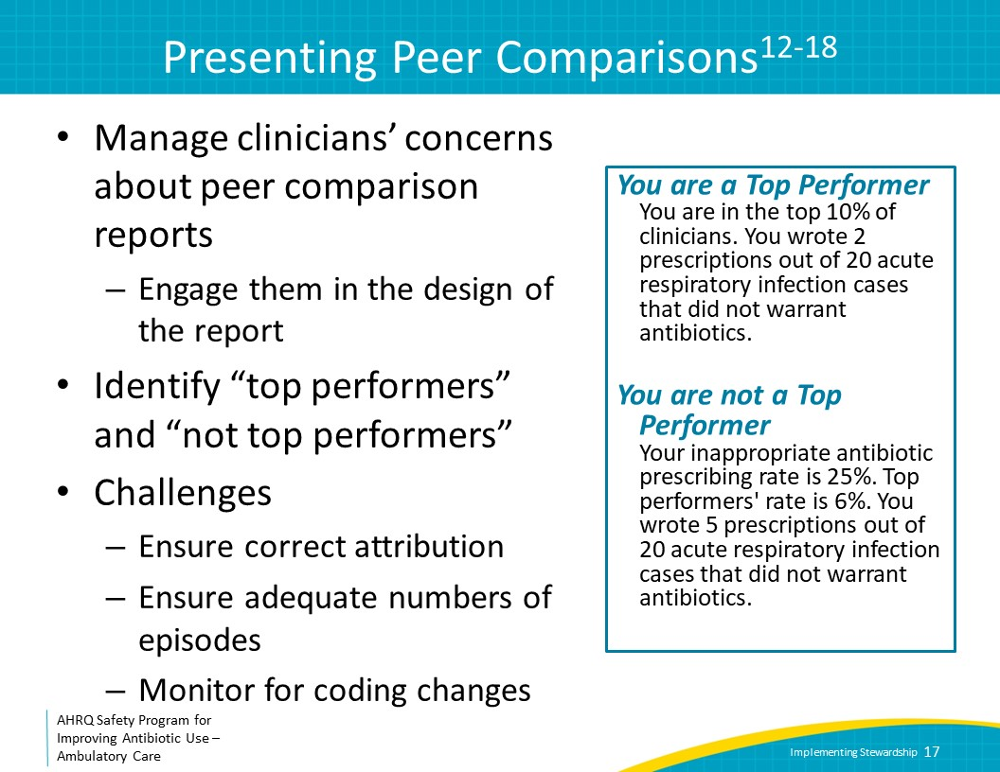 Presenting Peer Comparisons12-18
• Manage clinicians’ concerns
about peer comparison
reports
– Engage them in the design of
the report
• Identify “top performers”
and “not top performers”
• Challenges
– Ensure correct attribution
– Ensure adequate numbers of
episodes
– Monitor for coding changes
You are a Top Performer
You are in the top 10% of
clinicians. You wrote 2
prescriptions out of 20 acute
respiratory infection cases
that did not warrant
antibiotics.
You are not a Top
Performer
Your inappropriate antibiotic
prescribing rate is 25%. Top
performers' rate is 6%. You
wrote 5 prescriptions out of
20 acute respiratory infection
cases that did not warrant
antibiotics.
AHRQ Safety Program for
Improving Antibiotic Use –
Ambulatory Care
Implementing Stewardship 17